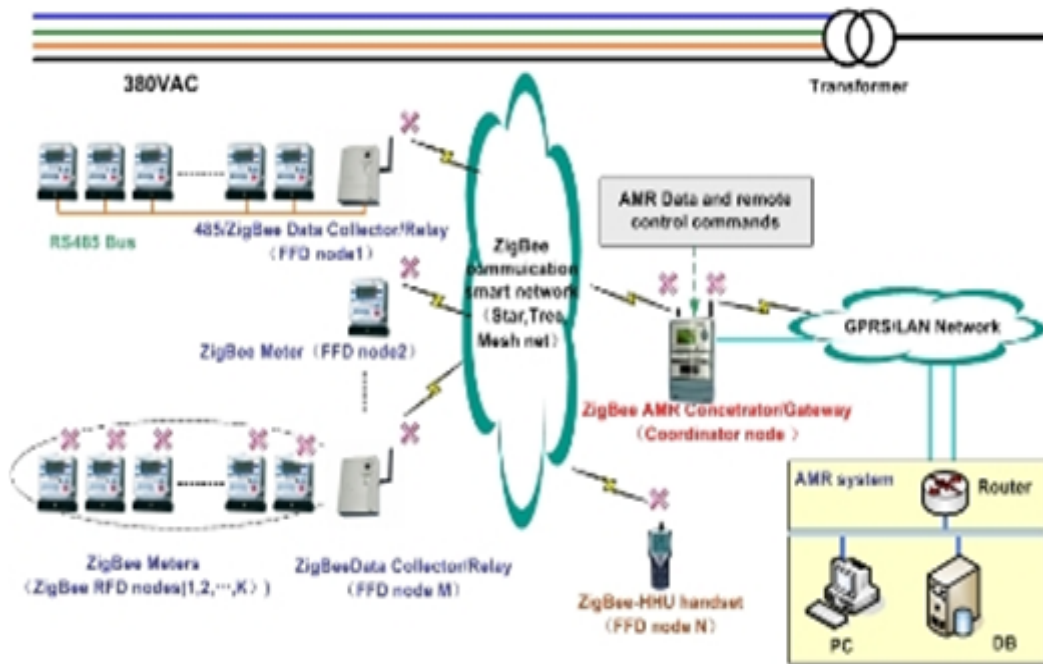 380VAC
Transformer
AMR Data and remote
control commands
RS485 Bus
485/ZigBee Data Collector/Relay
(FFD node1)
ZigBee
commuication
smart network
(Star,Tree,
Mesh net)
GPRS/LAN Network
ZigBee Meter (FFD node2)
ZigBee AMR Concetrator/Gateway
(Coordinator node )
AMR system
Router
ZigBee Meters
(ZigBee RFD nodes(1,2,···,K))
ZigBeeData Collector/Relay
(FFD node M)
ZigBee-HHU handset
(FFD node N)
PC
DB